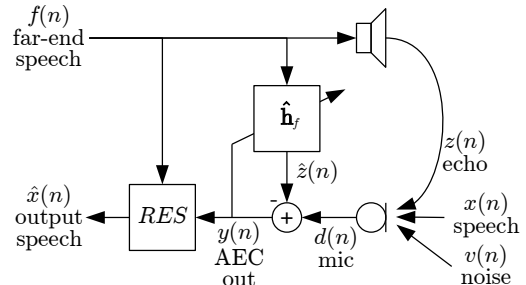 f(n)
far-end
speech
ĥ_f
z(n)
echo
ẑ(n)
-
+
x̂(n)
output
speech
RES
y(n)
AEC
out
d(n)
mic
x(n)
speech
v(n)
noise